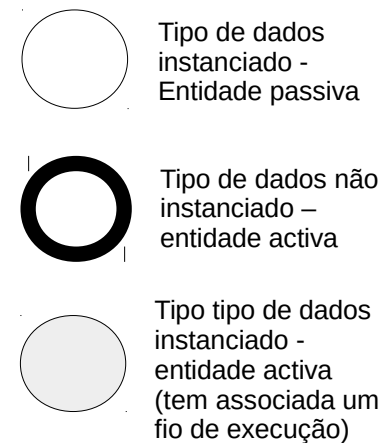 Tipo de dados
instanciado -
Entidade passiva
Tipo de dados não
instanciado –
entidade activa
Tipo tipo de dados
instanciado -
entidade activa
(tem associada um
fio de execução)